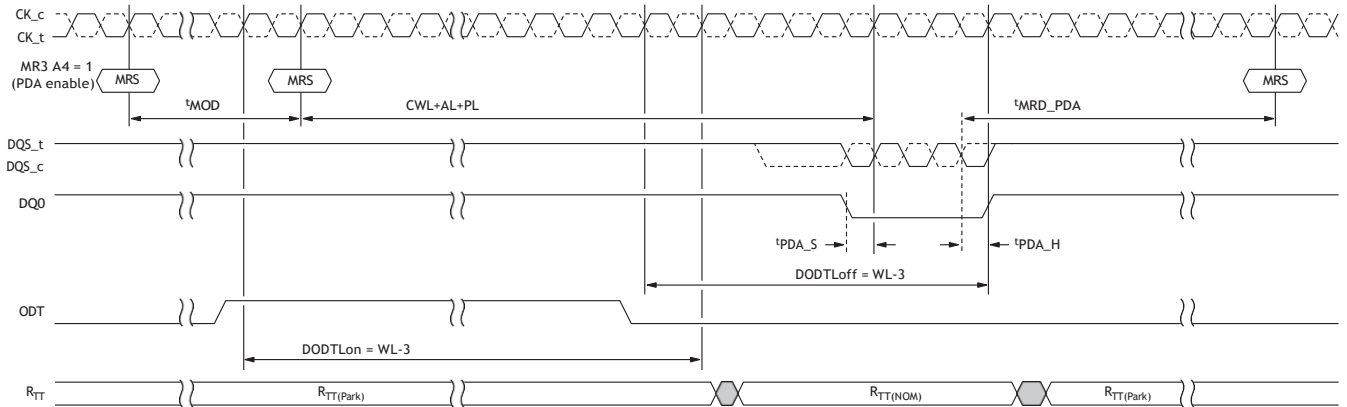 CK_c
CK_t
MR3 A4 = 1
(PDA enable)
MRS
MRS
MRS
tMOD
CWL+AL+PL
tMRD_PDA
DQS_t
DQS_c
DQ0
tPDA_S
tPDA_H
DODTLoff = WL-3
ODT
DODTLon = WL-3
RTT
RTT(Park)
RTT(NOM)
RTT(Park)